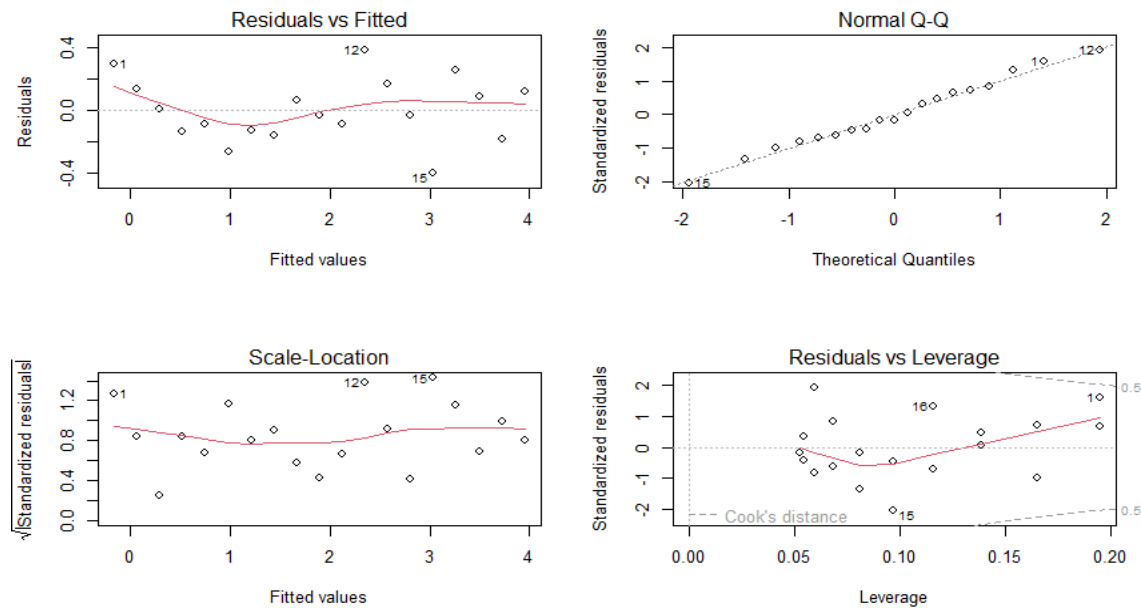 Residuals vs Fitted
Residuals
0.4
0.0
-0.4
1
12
15
0 1 2 3 4
Fitted values
Normal Q-Q
Standardized residuals
2
1
0
-1
-2
15
1
12
-2 -1 0 1 2
Theoretical Quantiles
Scale-Location
√|Standardized residuals|
1.2
0.8
0.4
0.0
1
12
15
0 1 2 3 4
Fitted values
Residuals vs Leverage
Standardized residuals
2
1
0
-1
-2
16
1
15
0.5
0.5
Cook's distance
0.00 0.05 0.10 0.15 0.20
Leverage